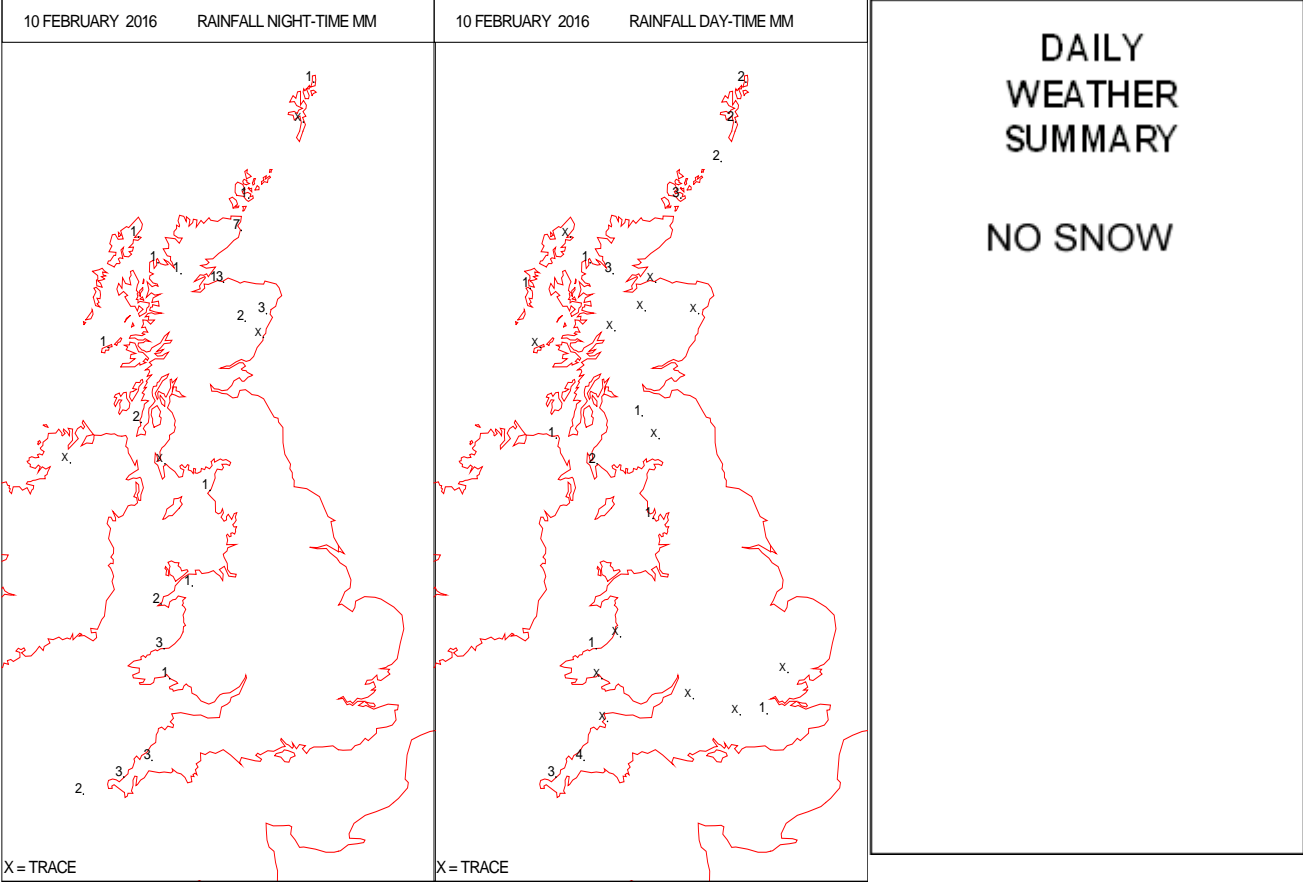 10 FEBRUARY 2016 RAINFALL NIGHT-TIME MM
1
X
1
7
1
1
1
13
3
2
X
1
2
X
X
1
1
2
3
1
3
3
2
X = TRACE
10 FEBRUARY 2016 RAINFALL DAY-TIME MM
2
2
2
3
X
1
3
X
1
X
X
X
X
1
1
X
2
1
X
1
X
X
X
X
1
X
4
3
X = TRACE
DAILY
WEATHER
SUMMARY
NO SNOW